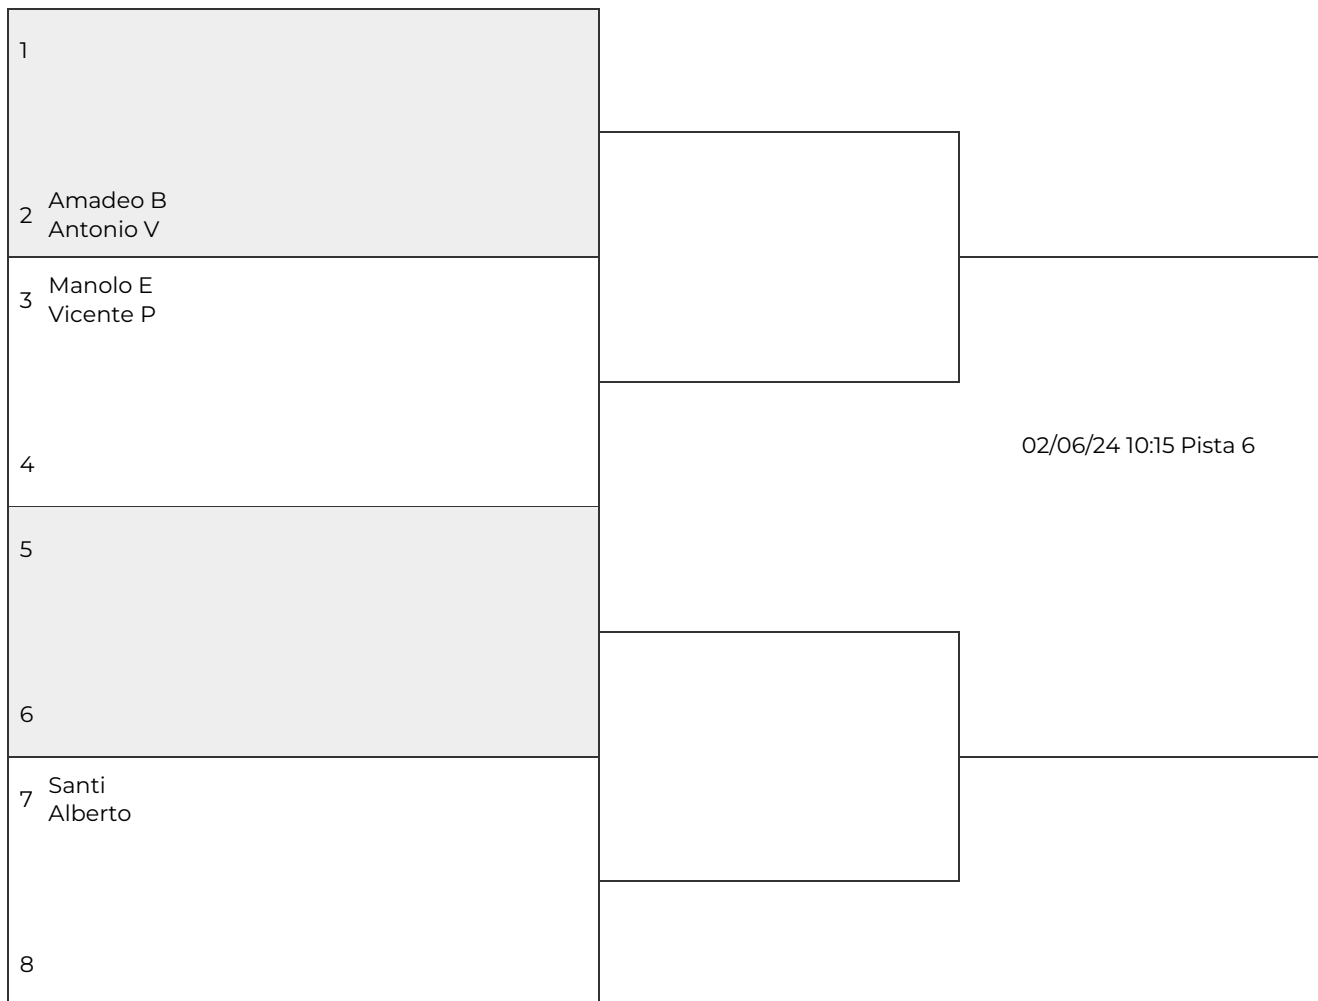 1
2 Amadeo B
Antonio V
3 Manolo E
Vicente P
4
02/06/24 10:15 Pista 6
5
6
7 Santi
Alberto
8